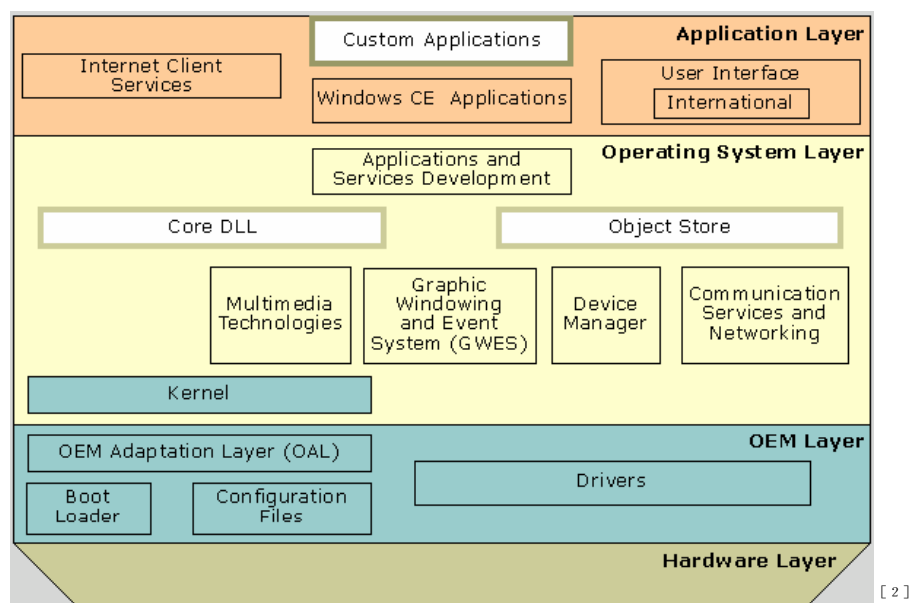 Application Layer
Custom Applications
Internet Client
Services
Windows CE Applications
User Interface
International
Operating System Layer
Applications and
Services Development
Core DLL
Object Store
Multimedia
Technologies
Graphic
Windowing
and Event
System (GWES)
Device
Manager
Communication
Services and
Networking
Kernel
OEM Layer
OEM Adaptation Layer (OAL)
Drivers
Boot
Loader
Configuration
Files
Hardware Layer
[2]